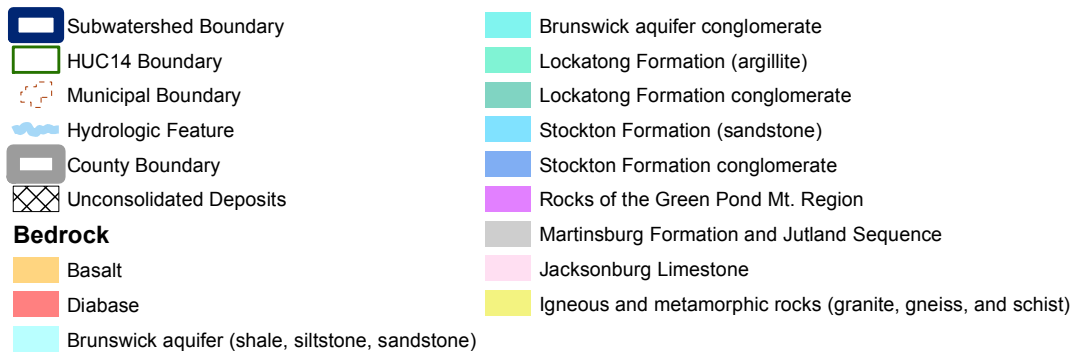 Subwatershed Boundary
HUC14 Boundary
Municipal Boundary
Hydrologic Feature
County Boundary
Unconsolidated Deposits
Bedrock
Basalt
Diabase
Brunswick aquifer (shale, siltstone, sandstone)
Brunswick aquifer conglomerate
Lockatong Formation (argillite)
Lockatong Formation conglomerate
Stockton Formation (sandstone)
Stockton Formation conglomerate
Rocks of the Green Pond Mt. Region
Martinsburg Formation and Jutland Sequence
Jacksonburg Limestone
Igneous and metamorphic rocks (granite, gneiss, and schist)